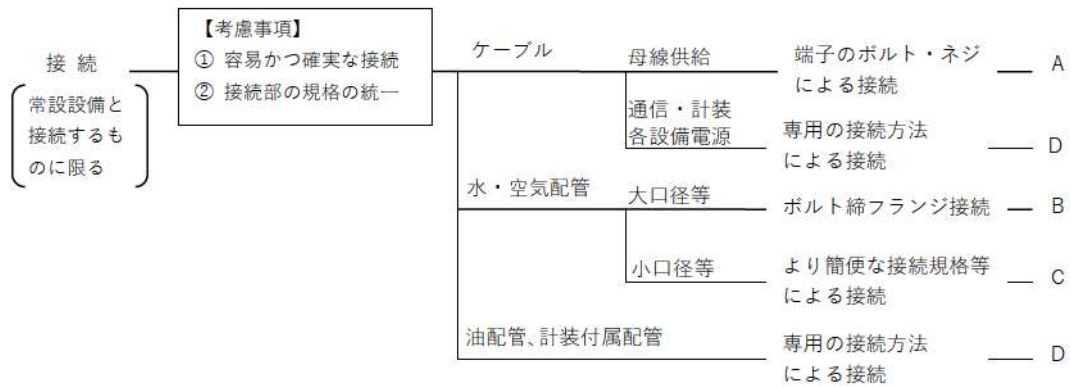 接 続
常設設備と
接続するも
のに限る
【考慮事項】
① 容易かつ確実な接続
② 接続部の規格の統一
ケーブル
母線供給
端子のボルト・ネジ
による接続
A
通信・計装
各設備電源
専用の接続方法
による接続
D
水・空気配管
大口径等
ボルト締フランジ接続
B
小口径等
より簡便な接続規格等
による接続
C
油配管、計装付属配管
専用の接続方法
による接続
D